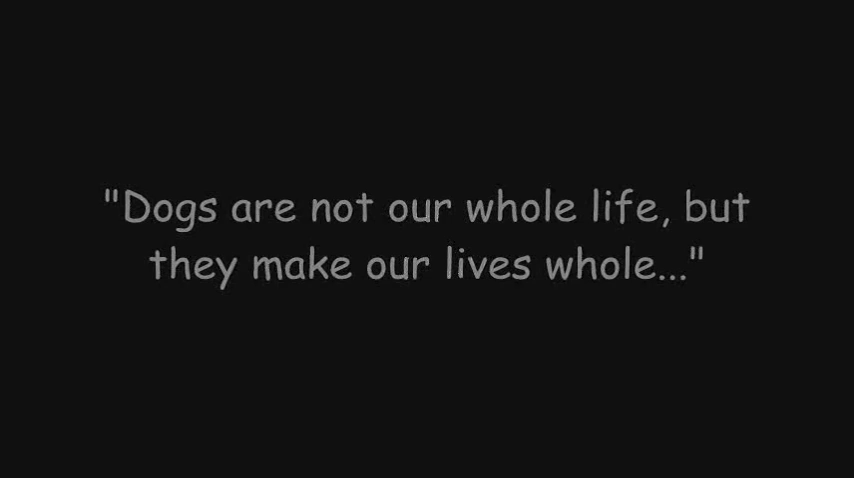 "Dogs are not our whole life, but
they make our lives whole..."